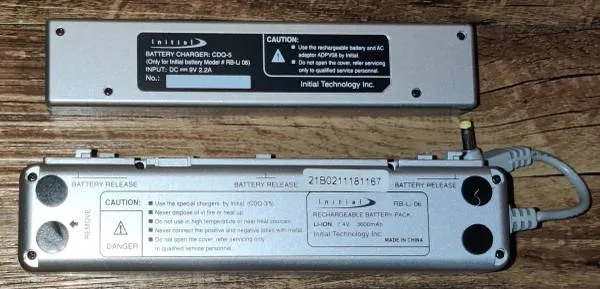 Initial
BATTERY CHARGER: CDQ-5
(Only for Initial battery Model # RB-Li 06)
INPUT: DC 9V 2.2A
No.:
CAUTION:
Use the rechargeable battery and AC
adaptor ADPV08 by Initial.
Do not open the cover, refer servicing
only to qualified service personnel.
Initial Technology Inc.
BATTERY RELEASE
BATTERY RELEASE
BATTERY RELEASE
21B0211181167
REMOVE
CAUTION:
DANGER
Use the special chargers by Initial (CDQ-3/5)
Never dispose of in fire or heat up
Do not use in high temperature or near heat sources
Never connect the positive and negative poles with metal
Do not open the cover, refer servicing
only to qualified service personnel.
Initial
RB-Li 06
RECHARGEABLE BATTERY PACK
Li-ION 7.4V 3600mAh
Initial Technology Inc.
MADE IN CHINA